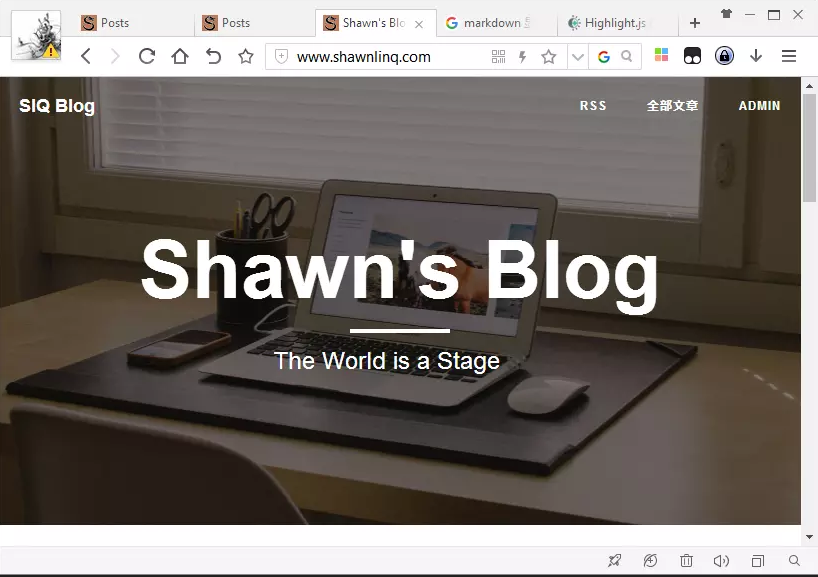 Posts
Posts
Shawn's Blo
markdown
Highlight.js
www.shawnlinq.com
SIQ Blog
RSS
全部文章
ADMIN
Shawn's Blog
The World is a Stage